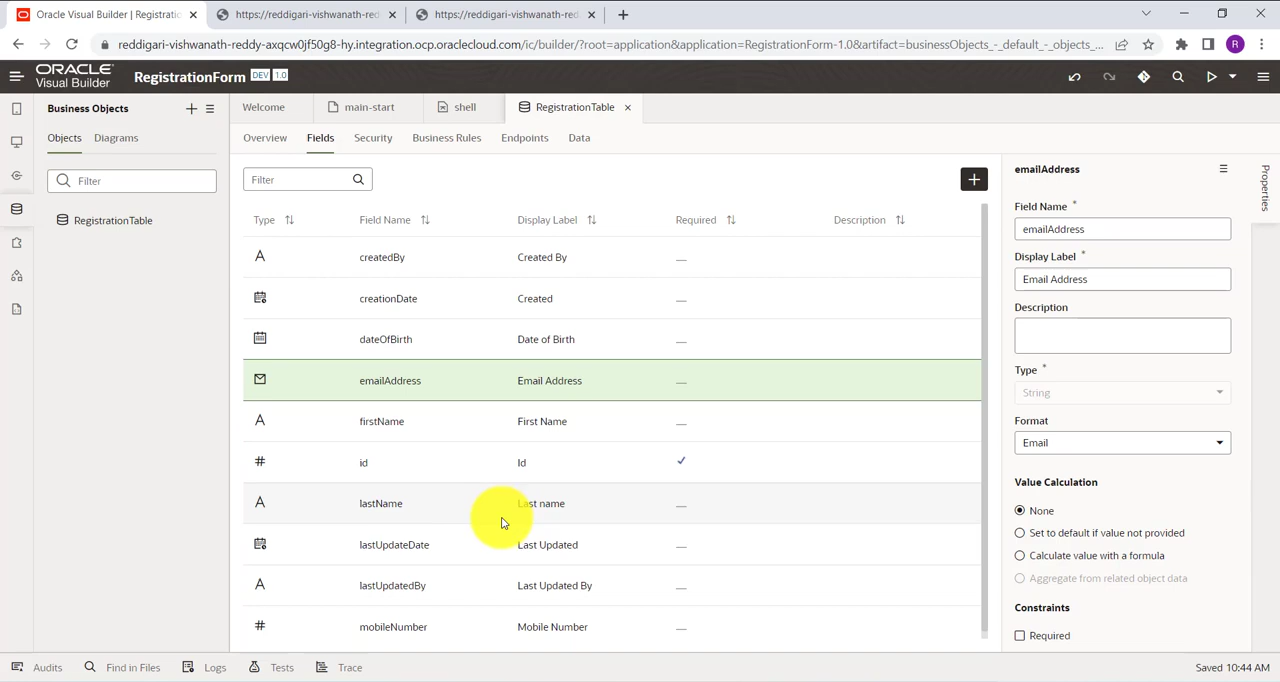 Oracle Visual Builder | Registrati
https://reddigari-vishwanath-red
https://reddigari-vishwanath-red
reddigari-vishwanath-reddy-axqcw0jf50g8-hy.integration.ocp.oraclecloud.com/ic/builder/?root=application&application=RegistrationForm-1.0&artifact=businessObjects_-_default_-_objects_...
R
ORACLE
Visual Builder
RegistrationForm
DEV
1.0
Business Objects
Objects
Diagrams
Filter
RegistrationTable
Welcome
main-start
shell
RegistrationTable
Overview
Fields
Security
Business Rules
Endpoints
Data
Filter
Type
Field Name
Display Label
Required
Description
A createdBy Created By —
creationDate Created —
dateOfBirth Date of Birth —
emailAddress Email Address —
A firstName First Name —
# id Id ✓
A lastName Last name —
lastUpdateDate Last Updated —
A lastUpdatedBy Last Updated By —
# mobileNumber Mobile Number —
emailAddress
Field Name *
emailAddress
Display Label *
Email Address
Description
Type *
String
Format
Email
Value Calculation
None
Set to default if value not provided
Calculate value with a formula
Aggregate from related object data
Constraints
Required
Properties
Audits
Find in Files
Logs
Tests
Trace
Saved 10:44 AM